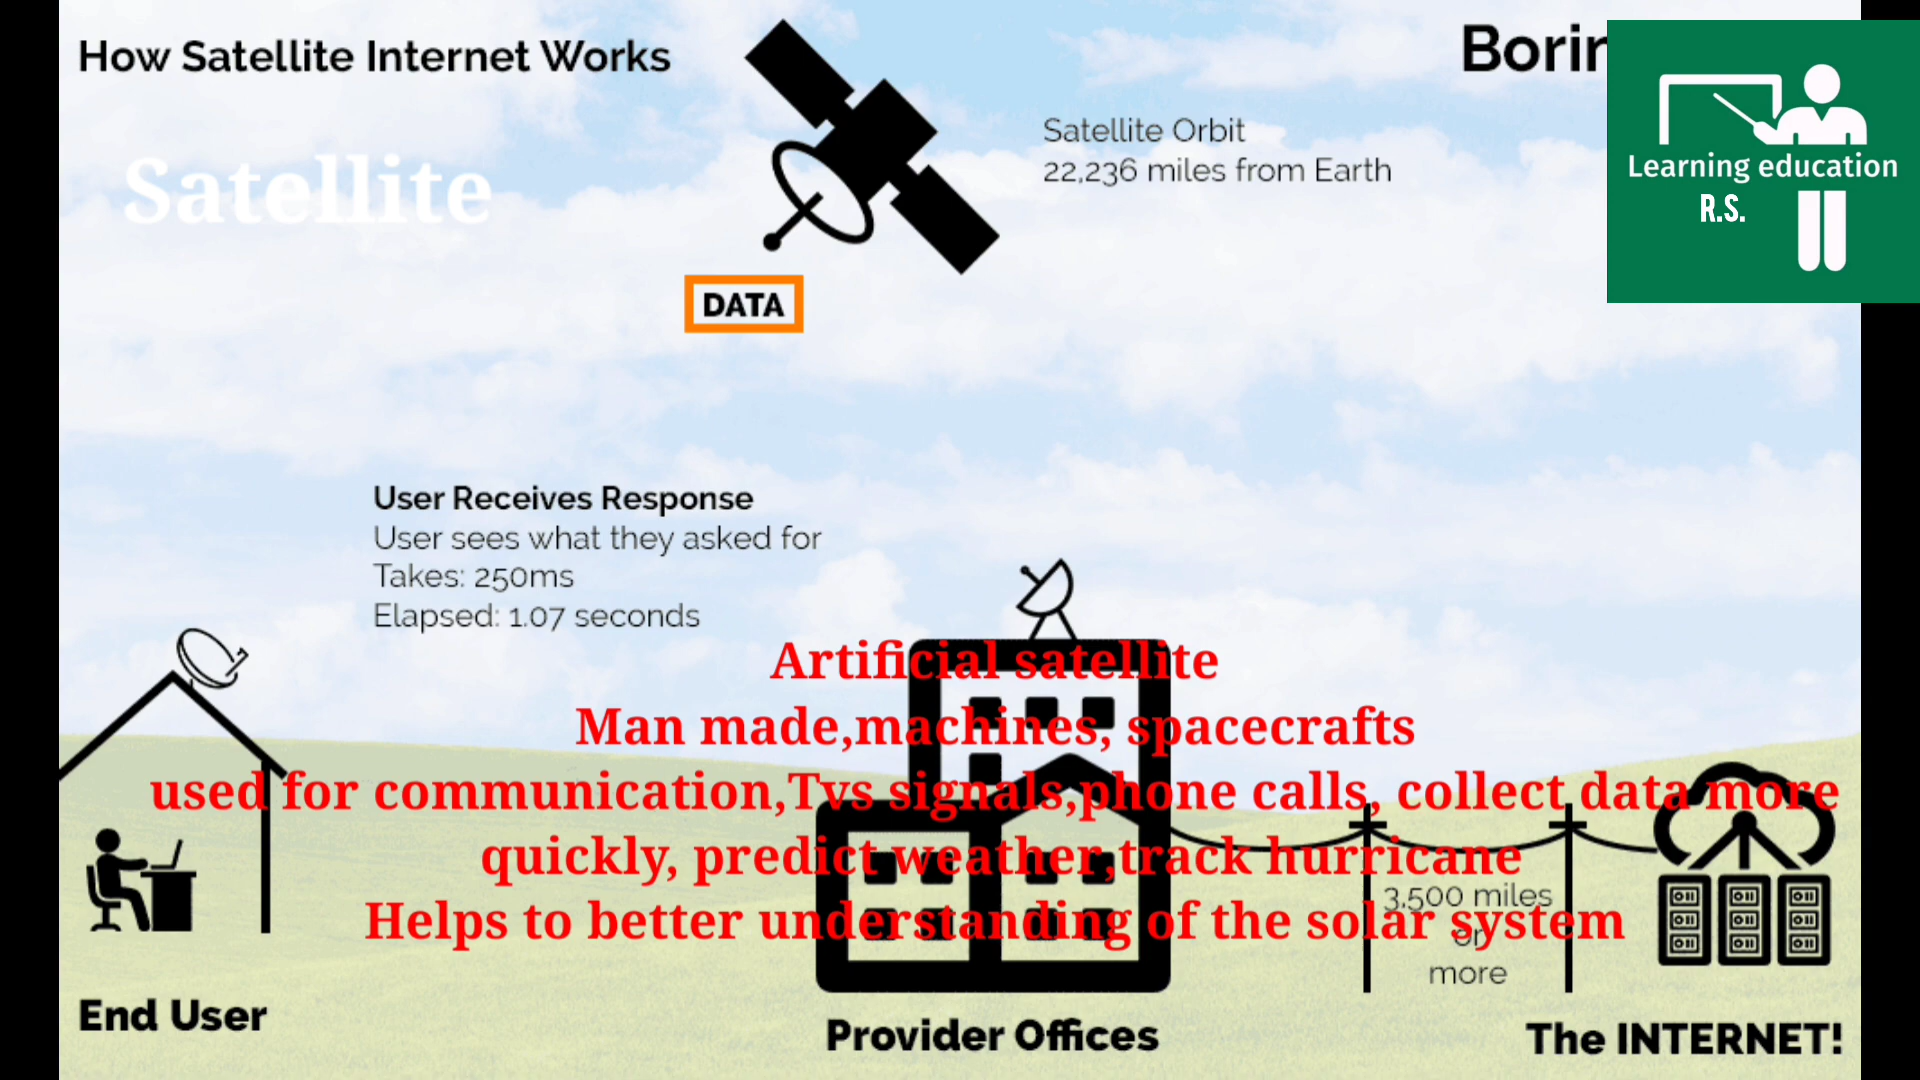 How Satellite Internet Works
Satellite
Satellite Orbit
22,236 miles from Earth
Learning education
R.S.
DATA
User Receives Response
User sees what they asked for
Takes: 250ms
Elapsed: 1.07 seconds
Artificial satellite
Man made,machines, spacecrafts
used for communication,Tvs signals,phone calls, collect data more
quickly, predict weather,track hurricane
Helps to better understanding of the solar system
3,500 miles
or
more
End User
Provider Offices
The INTERNET!